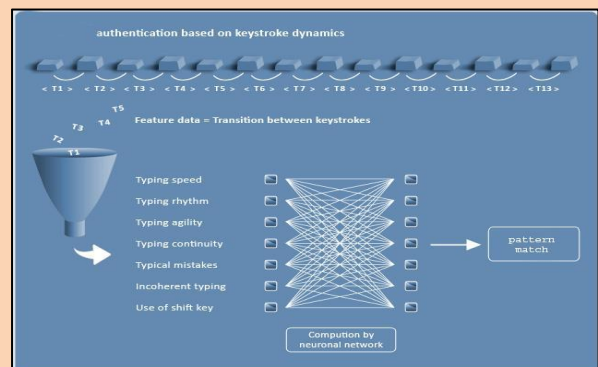 authentication based on keystroke dynamics
< T1 > < T2 > < T3 > < T4 > < T5 > < T6 > < T7 > < T8 > < T9 > < T10 > < T11 > < T12 > < T13 >
T5
T4
T3
T2
T1
Feature data = Transition between keystrokes
Typing speed
Typing rhythm
Typing agility
Typing continuity
Typical mistakes
Incoherent typing
Use of shift key
pattern
match
Compution by
neuronal network